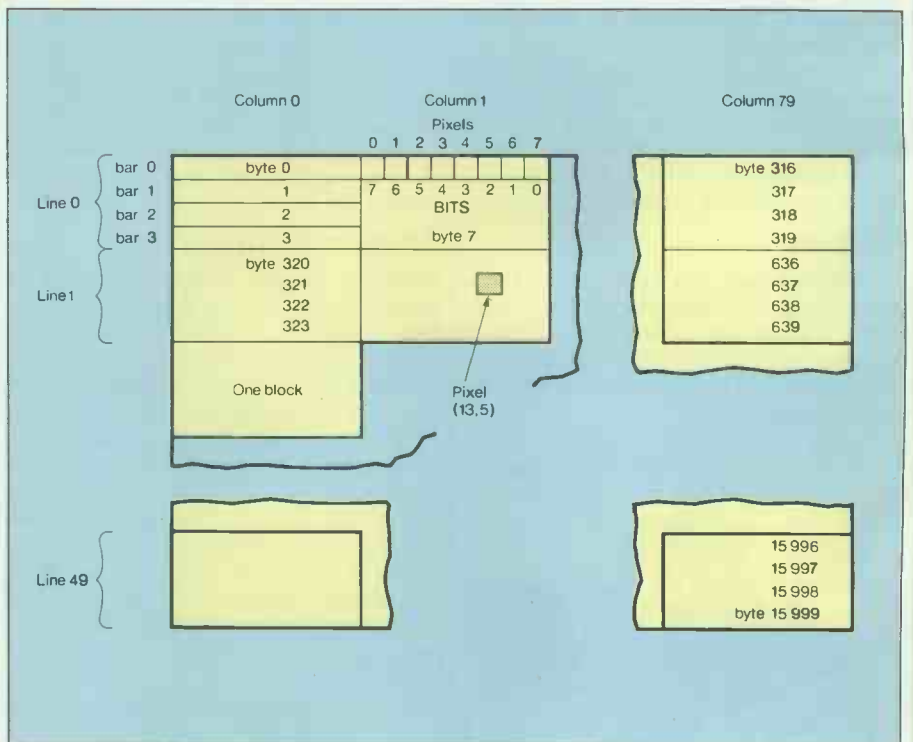 Column 0 Column 1 Column 79
Pixels
0 1 2 3 4 5 6 7
bar 0 byte 0 byte 316
bar 1 1 7 6 5 4 3 2 1 0 317
Line 0
bar 2 2 BITS 318
bar 3 3 byte 7 319
byte 320 636
Line 1 321 637
322 638
323 639
One block
Pixel
(13,5)
15 996
Line 49 15 997
15 998
byte 15 999